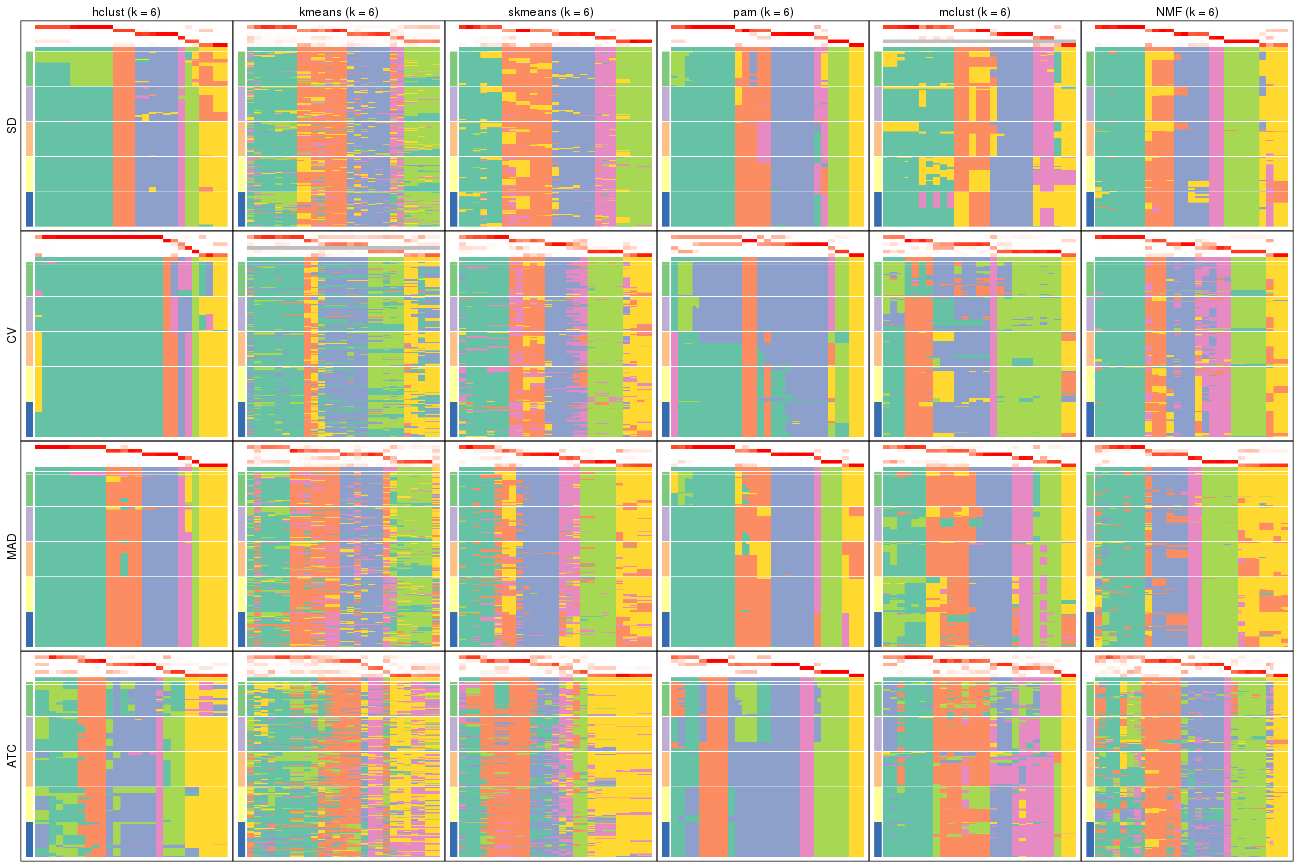 hclust (k = 6)
kmeans (k = 6)
skmeans (k = 6)
pam (k = 6)
mclust (k = 6)
NMF (k = 6)
SD
CV
MAD
ATC